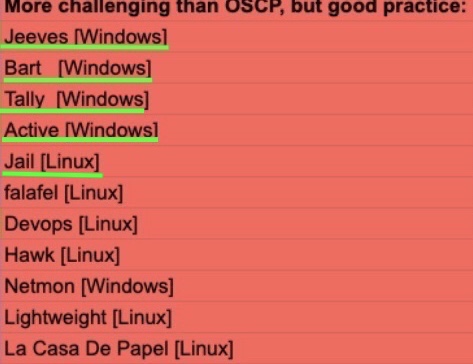 More challenging than OSCP, but good practice:
Jeeves [Windows]
Bart [Windows]
Tally [Windows]
Active [Windows]
Jail [Linux]
falafel [Linux]
Devops [Linux]
Hawk [Linux]
Netmon [Windows]
Lightweight [Linux]
La Casa De Papel [Linux]